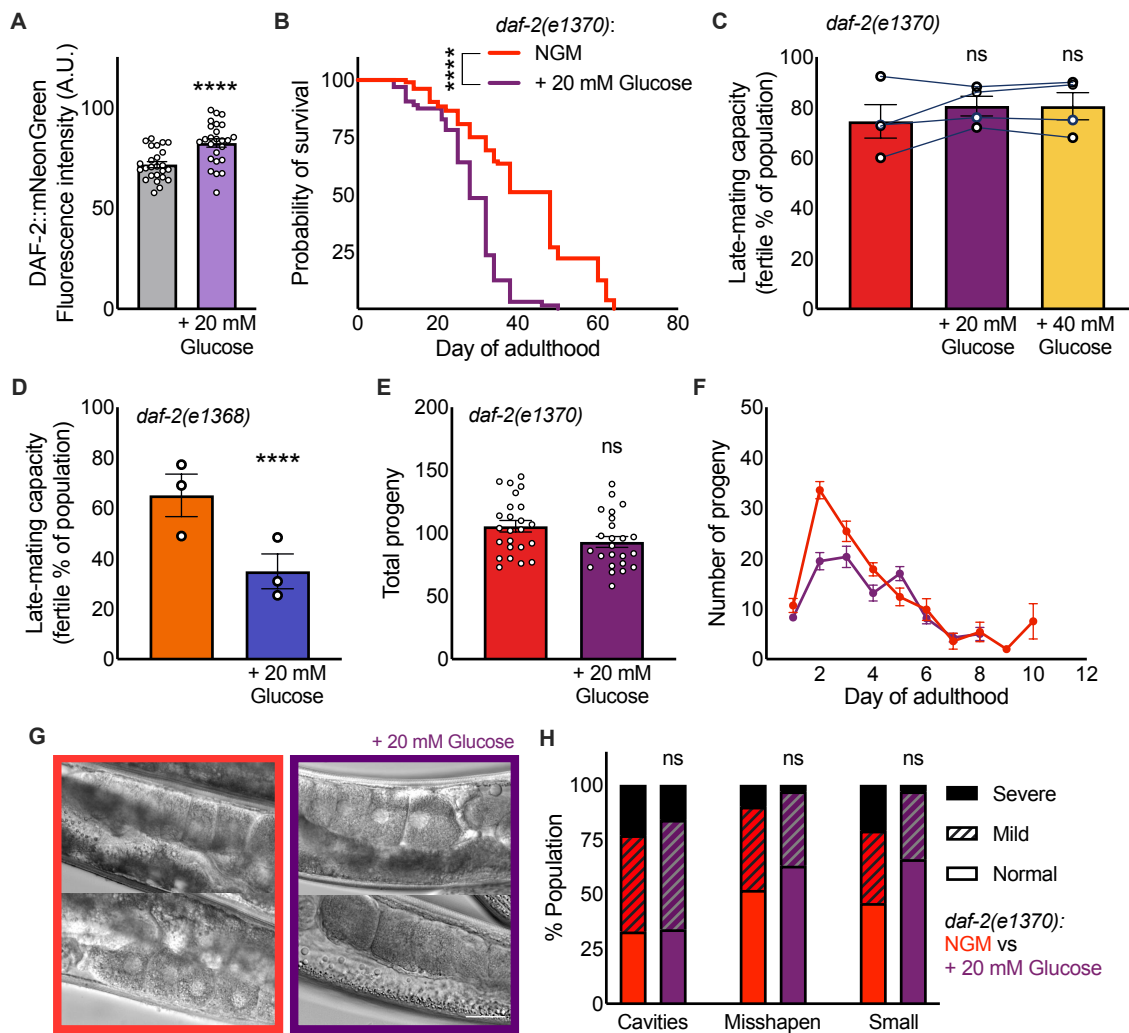 A
DAF-2::mNeonGreen
Fluorescence intensity (A.U.)
100
50
0
****
+ 20 mM
Glucose
B
daf-2(e1370):
****
NGM
+ 20 mM Glucose
Probability of survival
100
75
50
25
0
20
40
60
80
Day of adulthood
C
daf-2(e1370)
Late-mating capacity
(fertile % of population)
100
80
60
40
20
0
ns
ns
+ 20 mM
Glucose
+ 40 mM
Glucose
D
daf-2(e1368)
Late-mating capacity
(fertile % of population)
100
80
60
40
20
0
****
+ 20 mM
Glucose
E
daf-2(e1370)
Total progeny
200
150
100
50
0
ns
+ 20 mM
Glucose
F
Number of progeny
50
40
30
20
10
0
2
4
6
8
10
12
Day of adulthood
G
+ 20 mM Glucose
H
% Population
100
75
50
25
0
ns
ns
ns
Cavities
Misshapen
Small
Severe
Mild
Normal
daf-2(e1370):
NGM vs
+ 20 mM Glucose